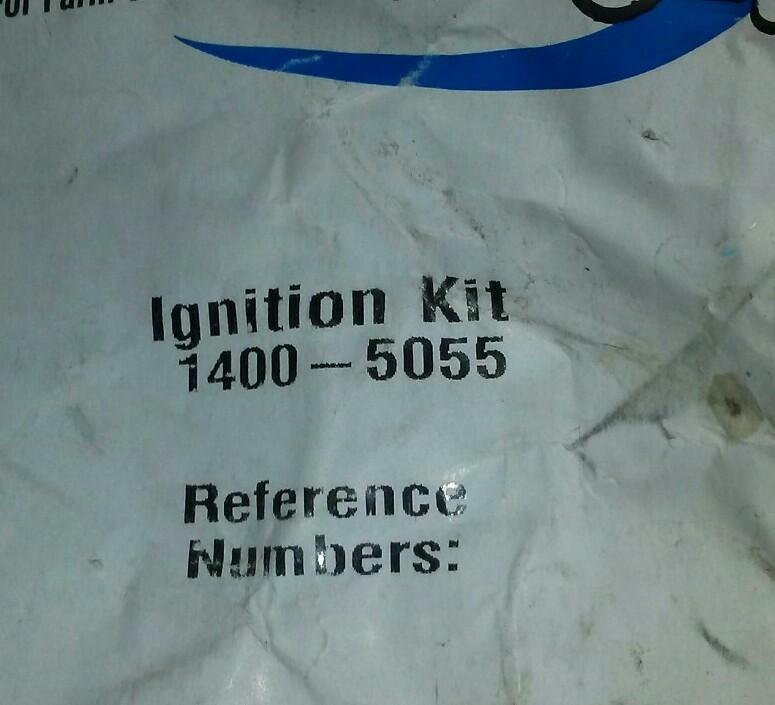 Ignition Kit
1400-5055
Reference
Numbers: